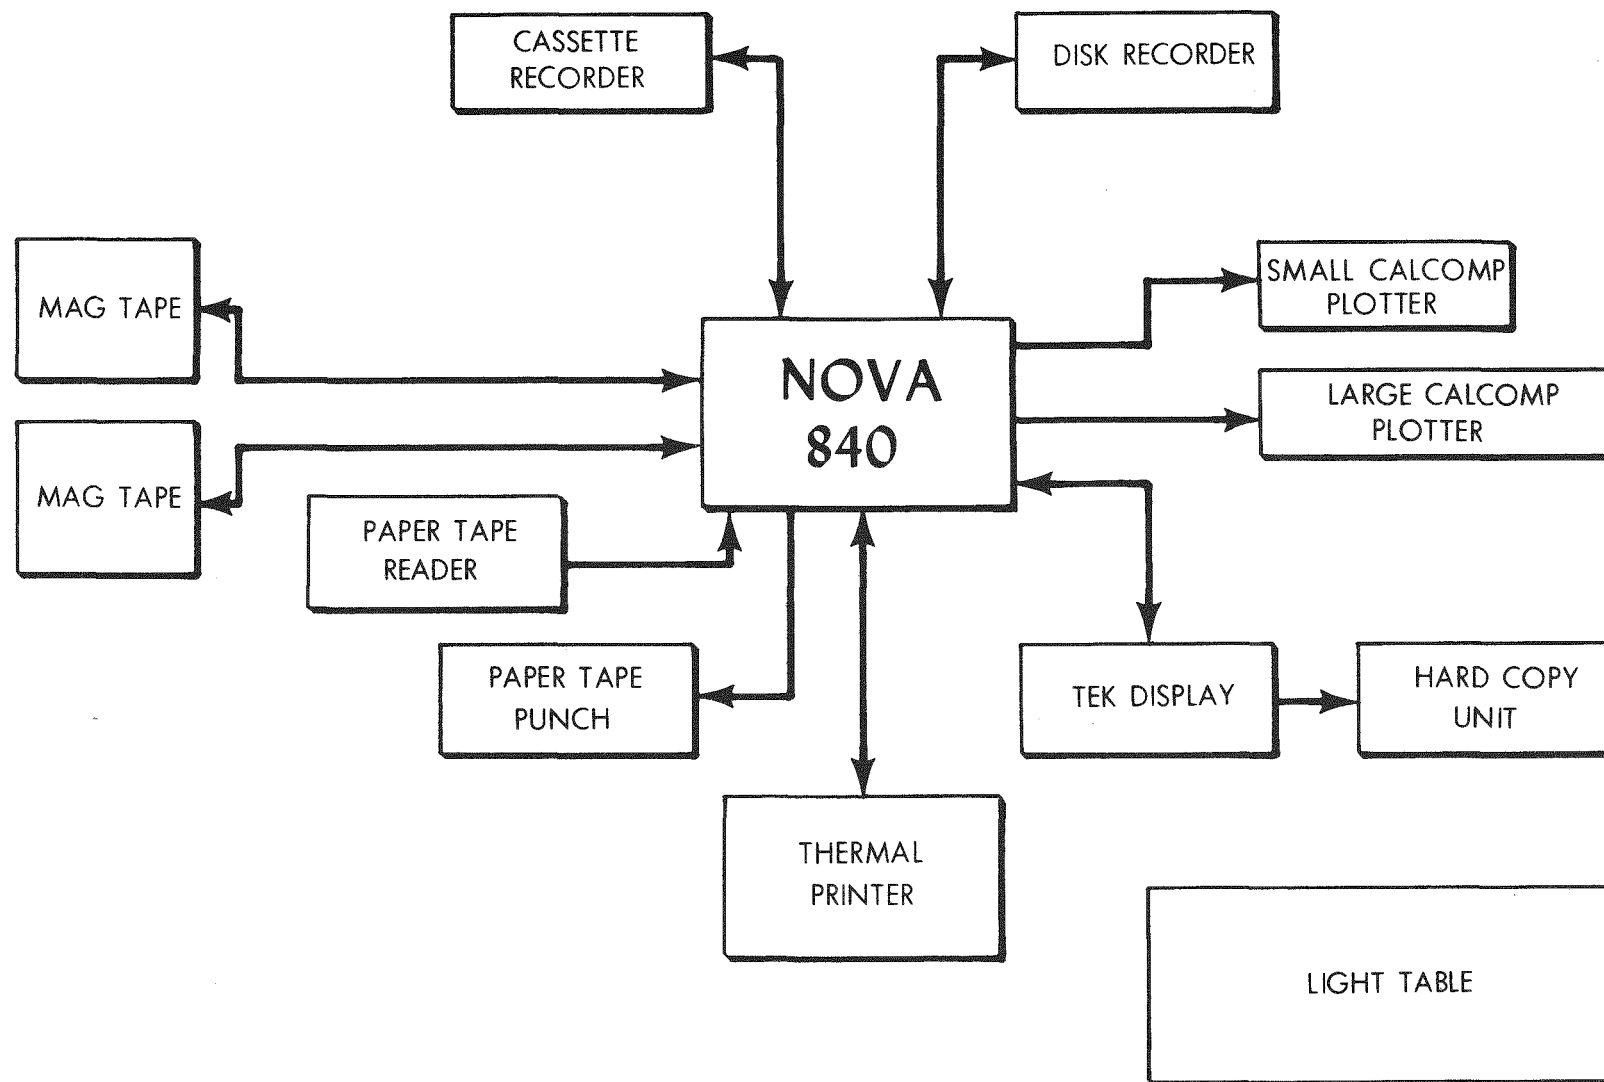 CASSETTE
RECORDER
DISK RECORDER
MAG TAPE
SMALL CALCOMP
PLOTTER
NOVA
840
LARGE CALCOMP
PLOTTER
MAG TAPE
PAPER TAPE
READER
PAPER TAPE
PUNCH
TEK DISPLAY
HARD COPY
UNIT
THERMAL
PRINTER
LIGHT TABLE